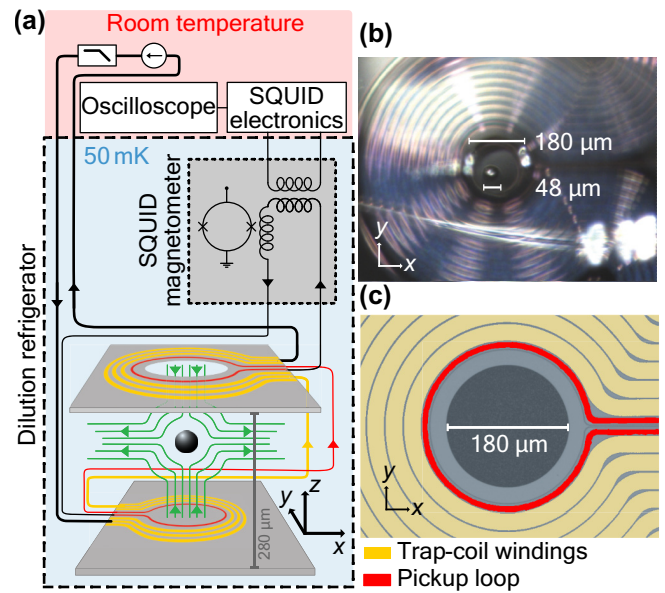 (a)
Room temperature
Oscilloscope
SQUID
electronics
50 mK
SQUID
magnetometer
Dilution refrigerator
280 μm
y
z
x
(b)
180 μm
48 μm
y
x
(c)
180 μm
y
x
Trap-coil windings
Pickup loop